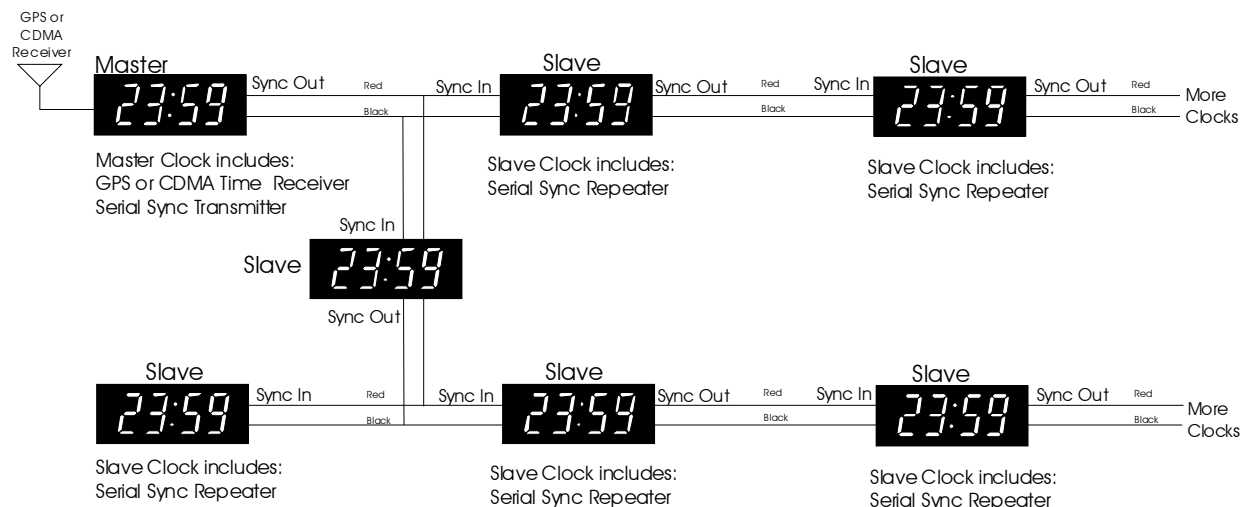 GPS or
CDMA
Receiver
Master
23:59
Sync Out
Red
Black
Sync In
Slave
23:59
Sync Out
Red
Black
Sync In
Slave
23:59
Sync Out
Red
Black
More
Clocks
Master Clock includes:
GPS or CDMA Time Receiver
Serial Sync Transmitter
Slave Clock includes:
Serial Sync Repeater
Slave Clock includes:
Serial Sync Repeater
Sync In
Slave
23:59
Sync Out
Slave
23:59
Sync In
Red
Black
Sync In
Slave
23:59
Sync Out
Red
Black
Sync In
Slave
23:59
Sync Out
Red
Black
More
Clocks
Slave Clock includes:
Serial Sync Repeater
Slave Clock includes:
Serial Sync Repeater
Slave Clock includes:
Serial Sync Repeater